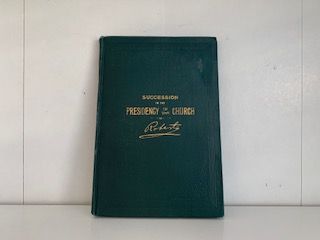 SUCCESSION
IN THE
PRESIDENCY OF THE CHURCH
Roberts